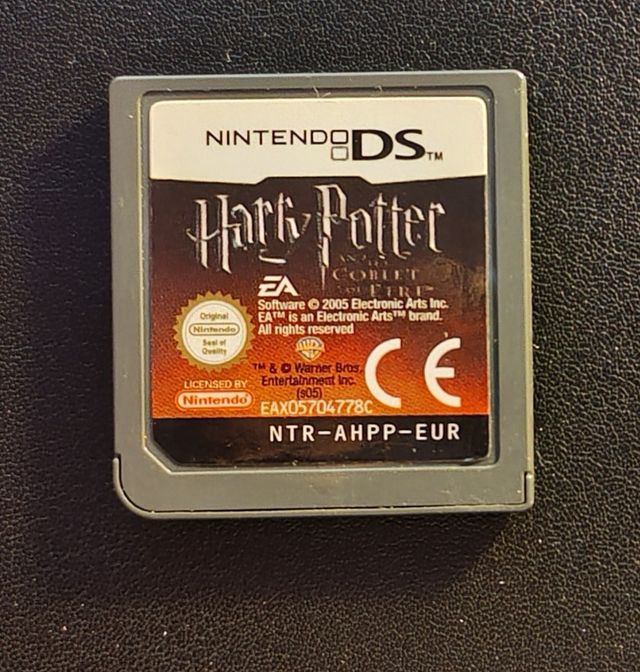 NINTENDO DS™
Harry Potter
AND THE
GOBLET
OF FIRE
EA
Software © 2005 Electronic Arts Inc.
EA™ is an Electronic Arts™ brand.
All rights reserved
Original
Nintendo
Seal of
Quality
WB
™ & © Warner Bros.
Entertainment Inc.
(s05)
LICENSED BY
Nintendo
EAX05704778C
CE
NTR-AHPP-EUR